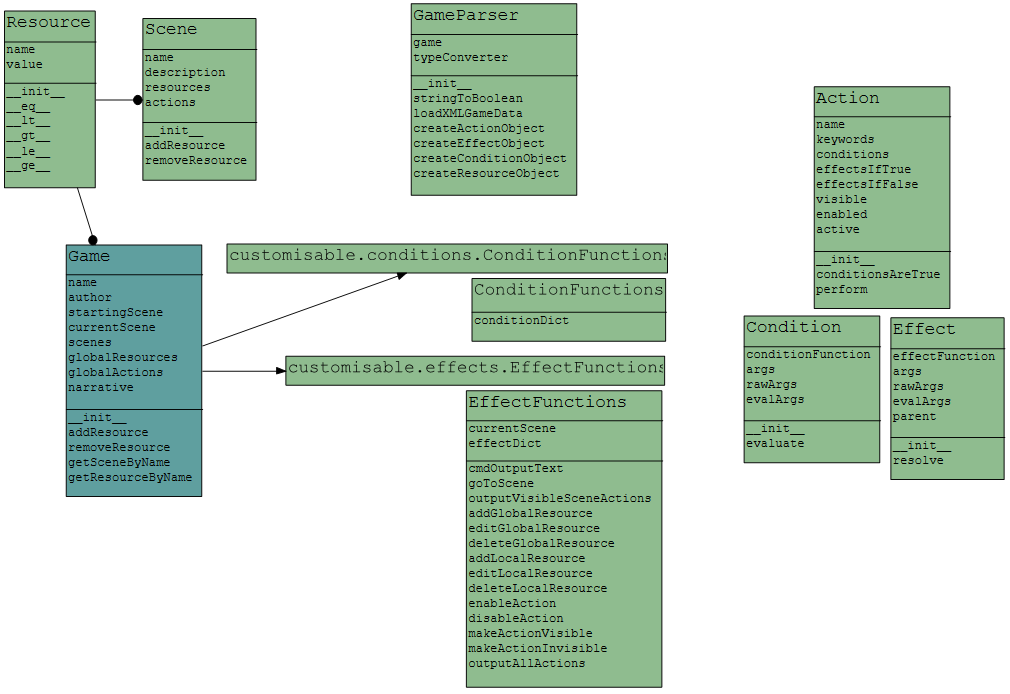 Resource
name
value
__init__
__eq__
__lt__
__gt__
__le__
__ge__
Scene
name
description
resources
actions
__init__
addResource
removeResource
GameParser
game
typeConverter
__init__
stringToBoolean
loadXMLGameData
createActionObject
createEffectObject
createConditionObject
createResourceObject
Action
name
keywords
conditions
effectsIfTrue
effectsIfFalse
visible
enabled
active
__init__
conditionsAreTrue
perform
Game
name
author
startingScene
currentScene
scenes
globalResources
globalActions
narrative
__init__
addResource
removeResource
getSceneByName
getResourceByName
customisable.conditions.ConditionFunctions
ConditionFunctions
conditionDict
customisable.effects.EffectFunctions
EffectFunctions
currentScene
effectDict
cmdOutputText
goToScene
outputVisibleSceneActions
addGlobalResource
editGlobalResource
deleteGlobalResource
addLocalResource
editLocalResource
deleteLocalResource
enableAction
disableAction
makeActionVisible
makeActionInvisible
outputAllActions
Condition
conditionFunction
args
rawArgs
evalArgs
__init__
evaluate
Effect
effectFunction
args
rawArgs
evalArgs
parent
__init__
resolve